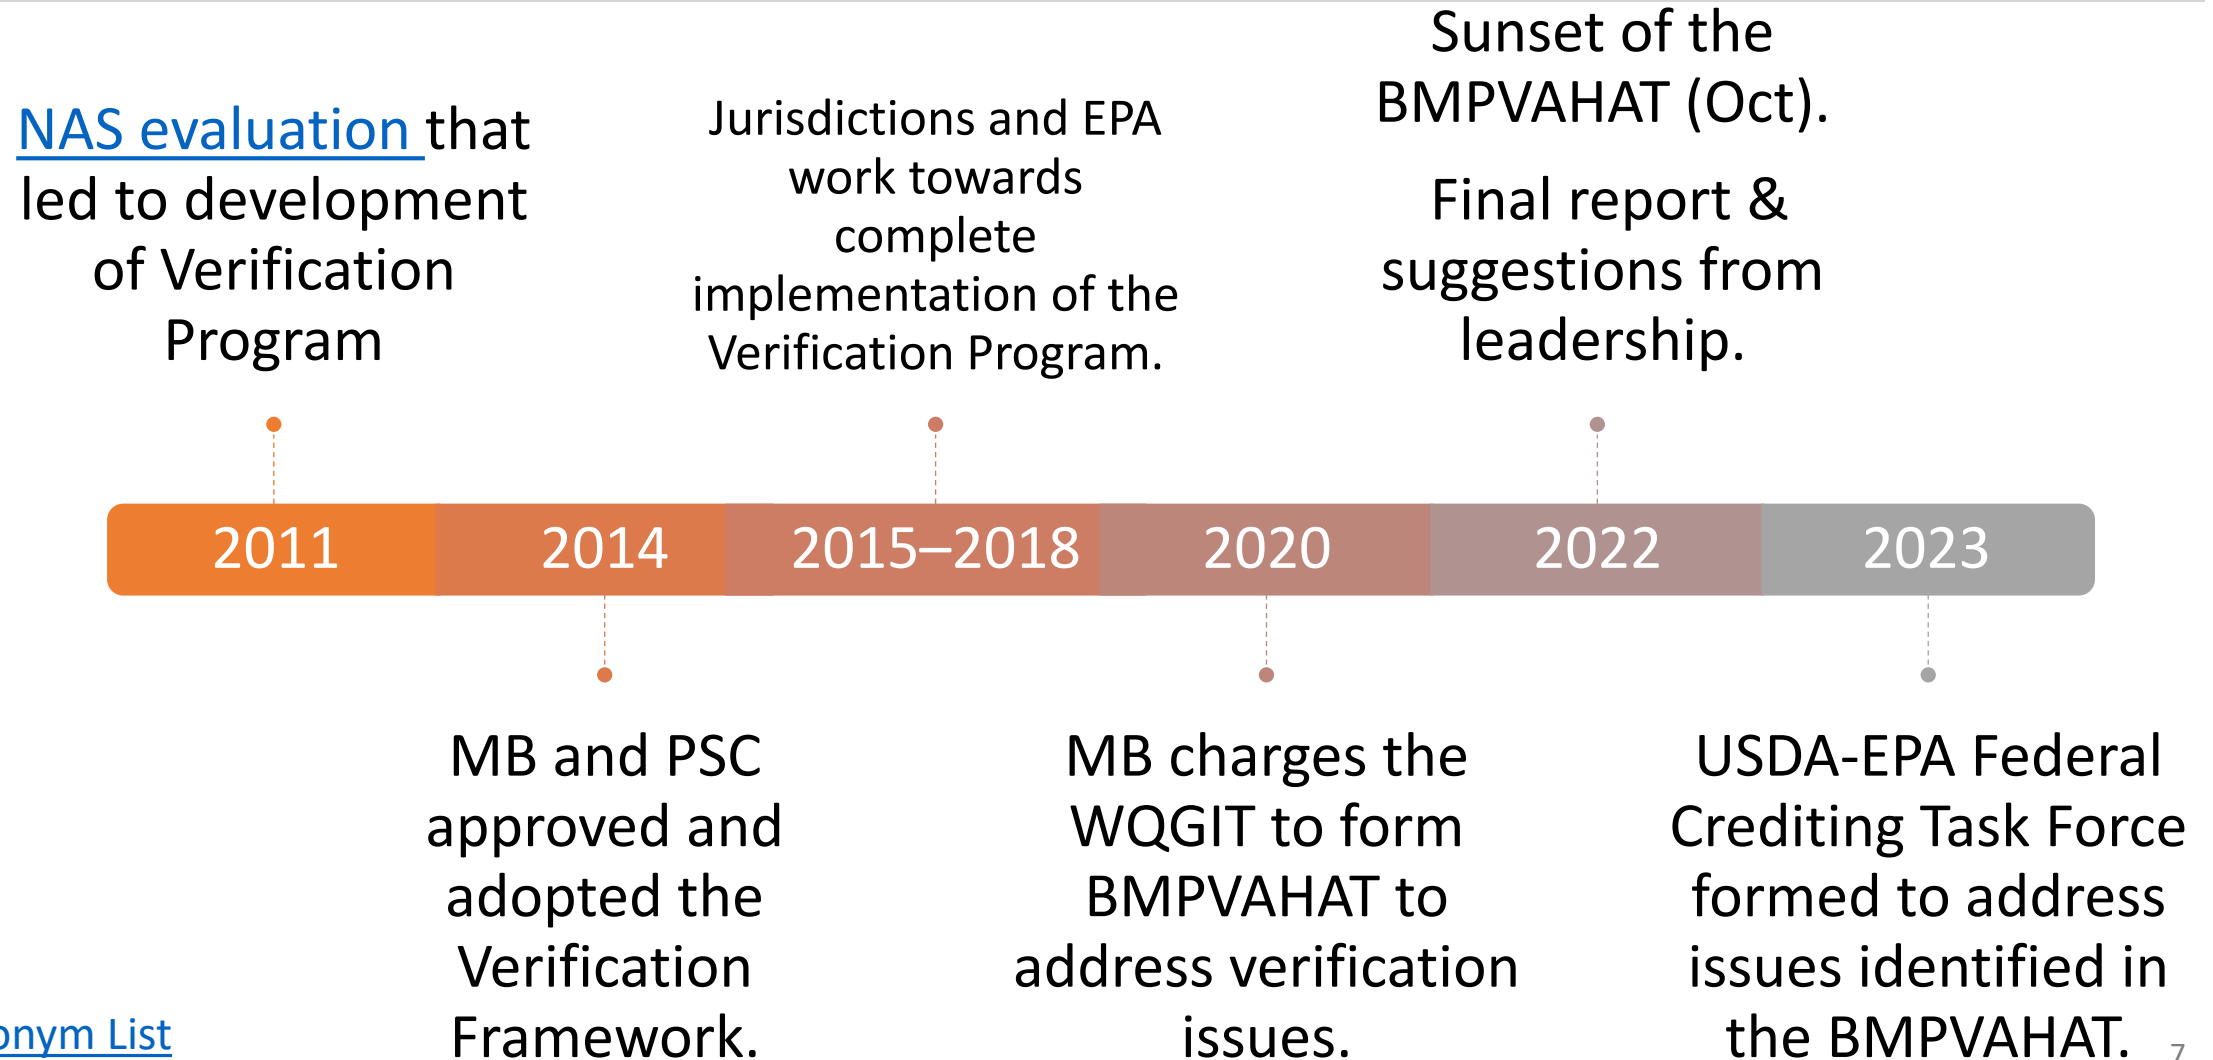 NAS evaluation that
led to development
of Verification
Program
Jurisdictions and EPA
work towards
complete
implementation of the
Verification Program.
Sunset of the
BMPVAHAT (Oct).
Final report &
suggestions from
leadership.
2011
2014
2015–2018
2020
2022
2023
MB and PSC
approved and
adopted the
Verification
Framework.
MB charges the
WQGIT to form
BMPVAHAT to
address verification
issues.
USDA-EPA Federal
Crediting Task Force
formed to address
issues identified in
the BMPVAHAT.
onym List
7